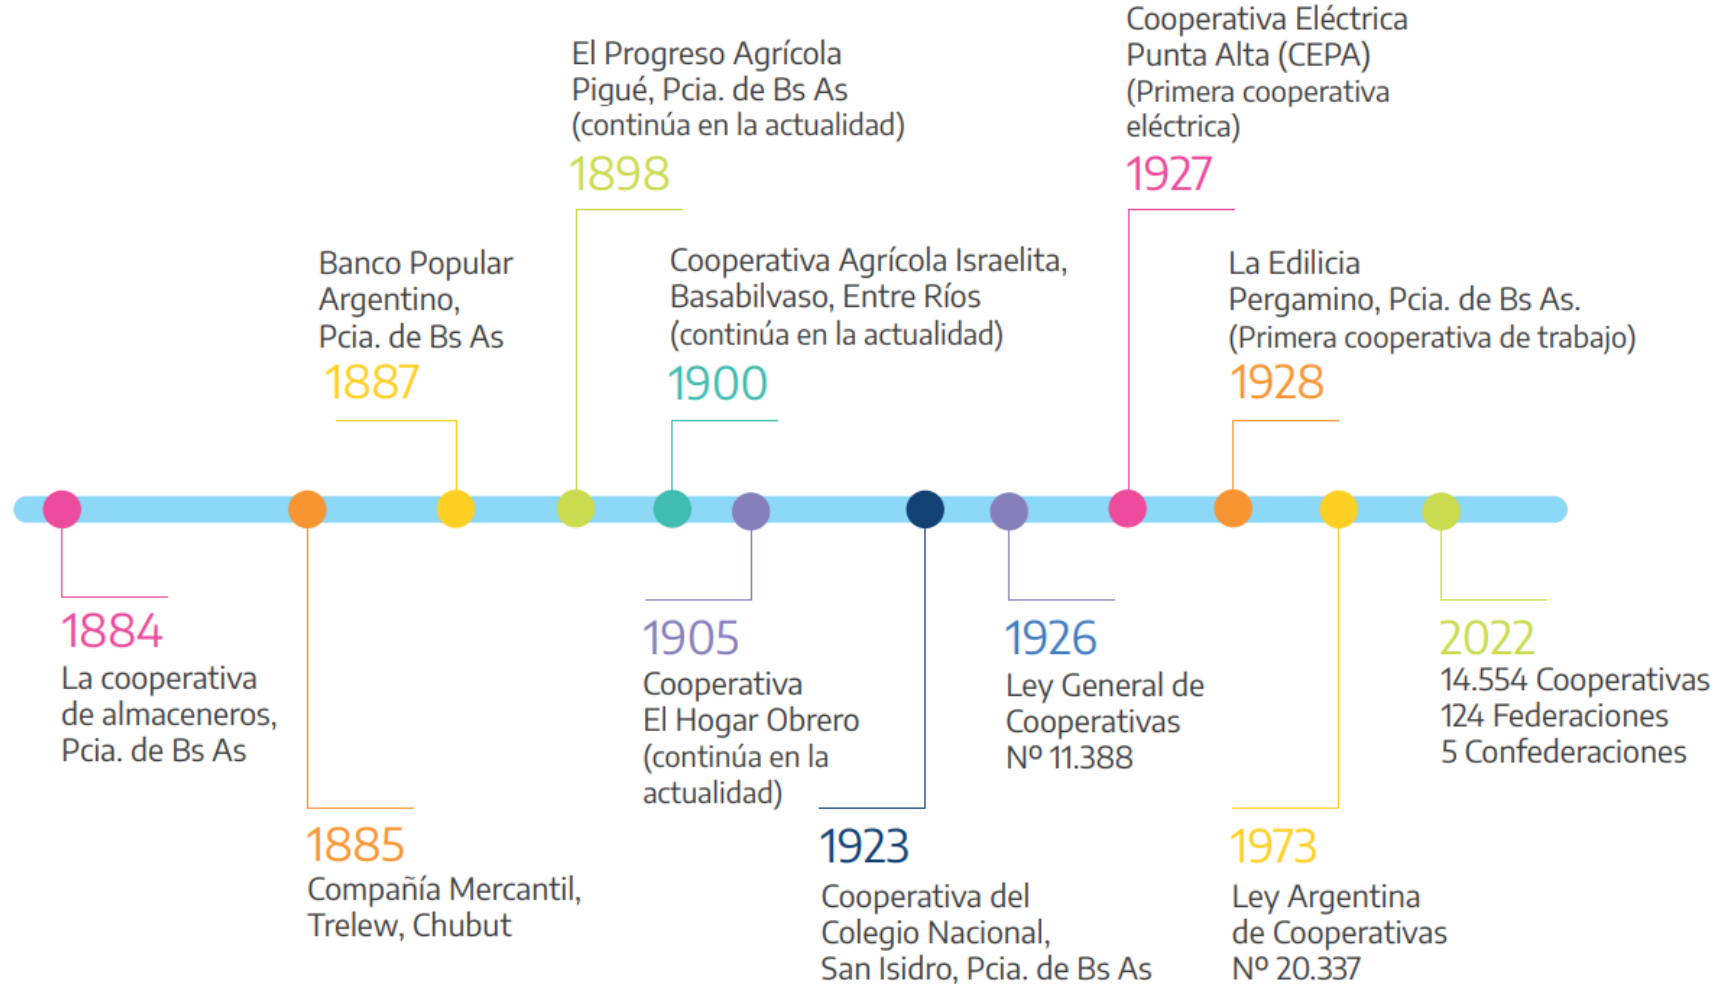 El Progreso Agrícola
Pigué, Pcia. de Bs As
(continúa en la actualidad)
1898
Cooperativa Eléctrica
Punta Alta (CEPA)
(Primera cooperativa
eléctrica)
1927
Banco Popular
Argentino,
Pcia. de Bs As
1887
Cooperativa Agrícola Israelita,
Basabilvaso, Entre Ríos
(continúa en la actualidad)
1900
La Edilicia
Pergamino, Pcia. de Bs As.
(Primera cooperativa de trabajo)
1928
1884
La cooperativa
de almaceneros,
Pcia. de Bs As
1905
Cooperativa
El Hogar Obrero
(continúa en la
actualidad)
1926
Ley General de
Cooperativas
Nº 11.388
2022
14.554 Cooperativas
124 Federaciones
5 Confederaciones
1885
Compañía Mercantil,
Trelew, Chubut
1923
Cooperativa del
Colegio Nacional,
San Isidro, Pcia. de Bs As
1973
Ley Argentina
de Cooperativas
Nº 20.337